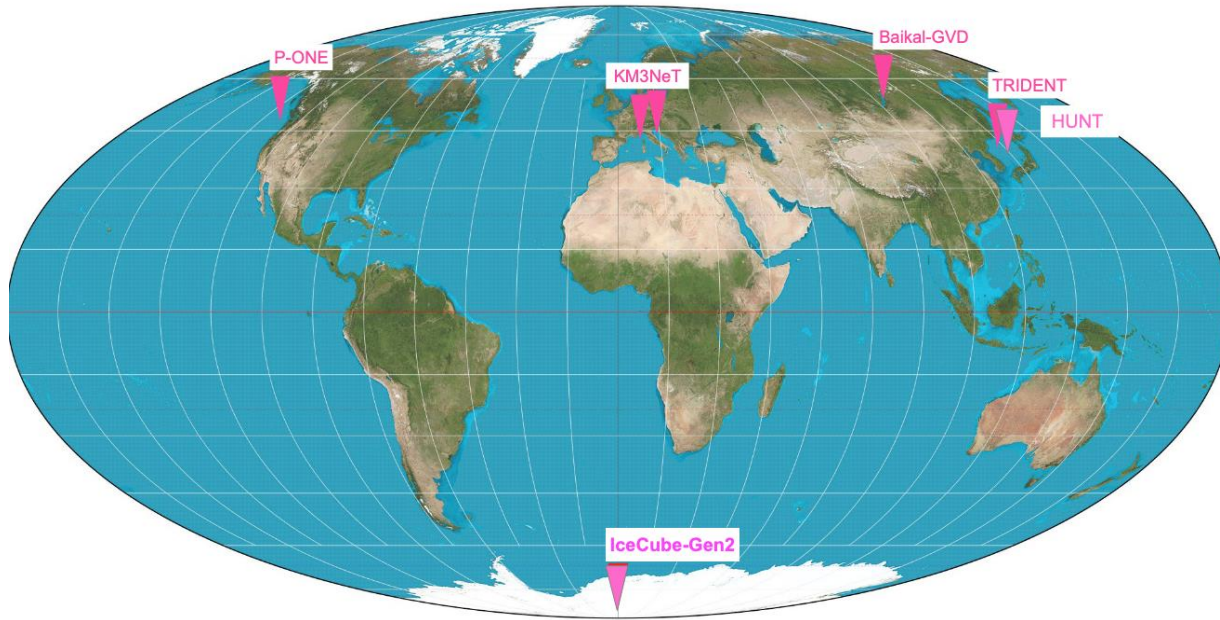 Baikal-GVD
P-ONE
KM3NeT
TRIDENT
HUNT
IceCube-Gen2